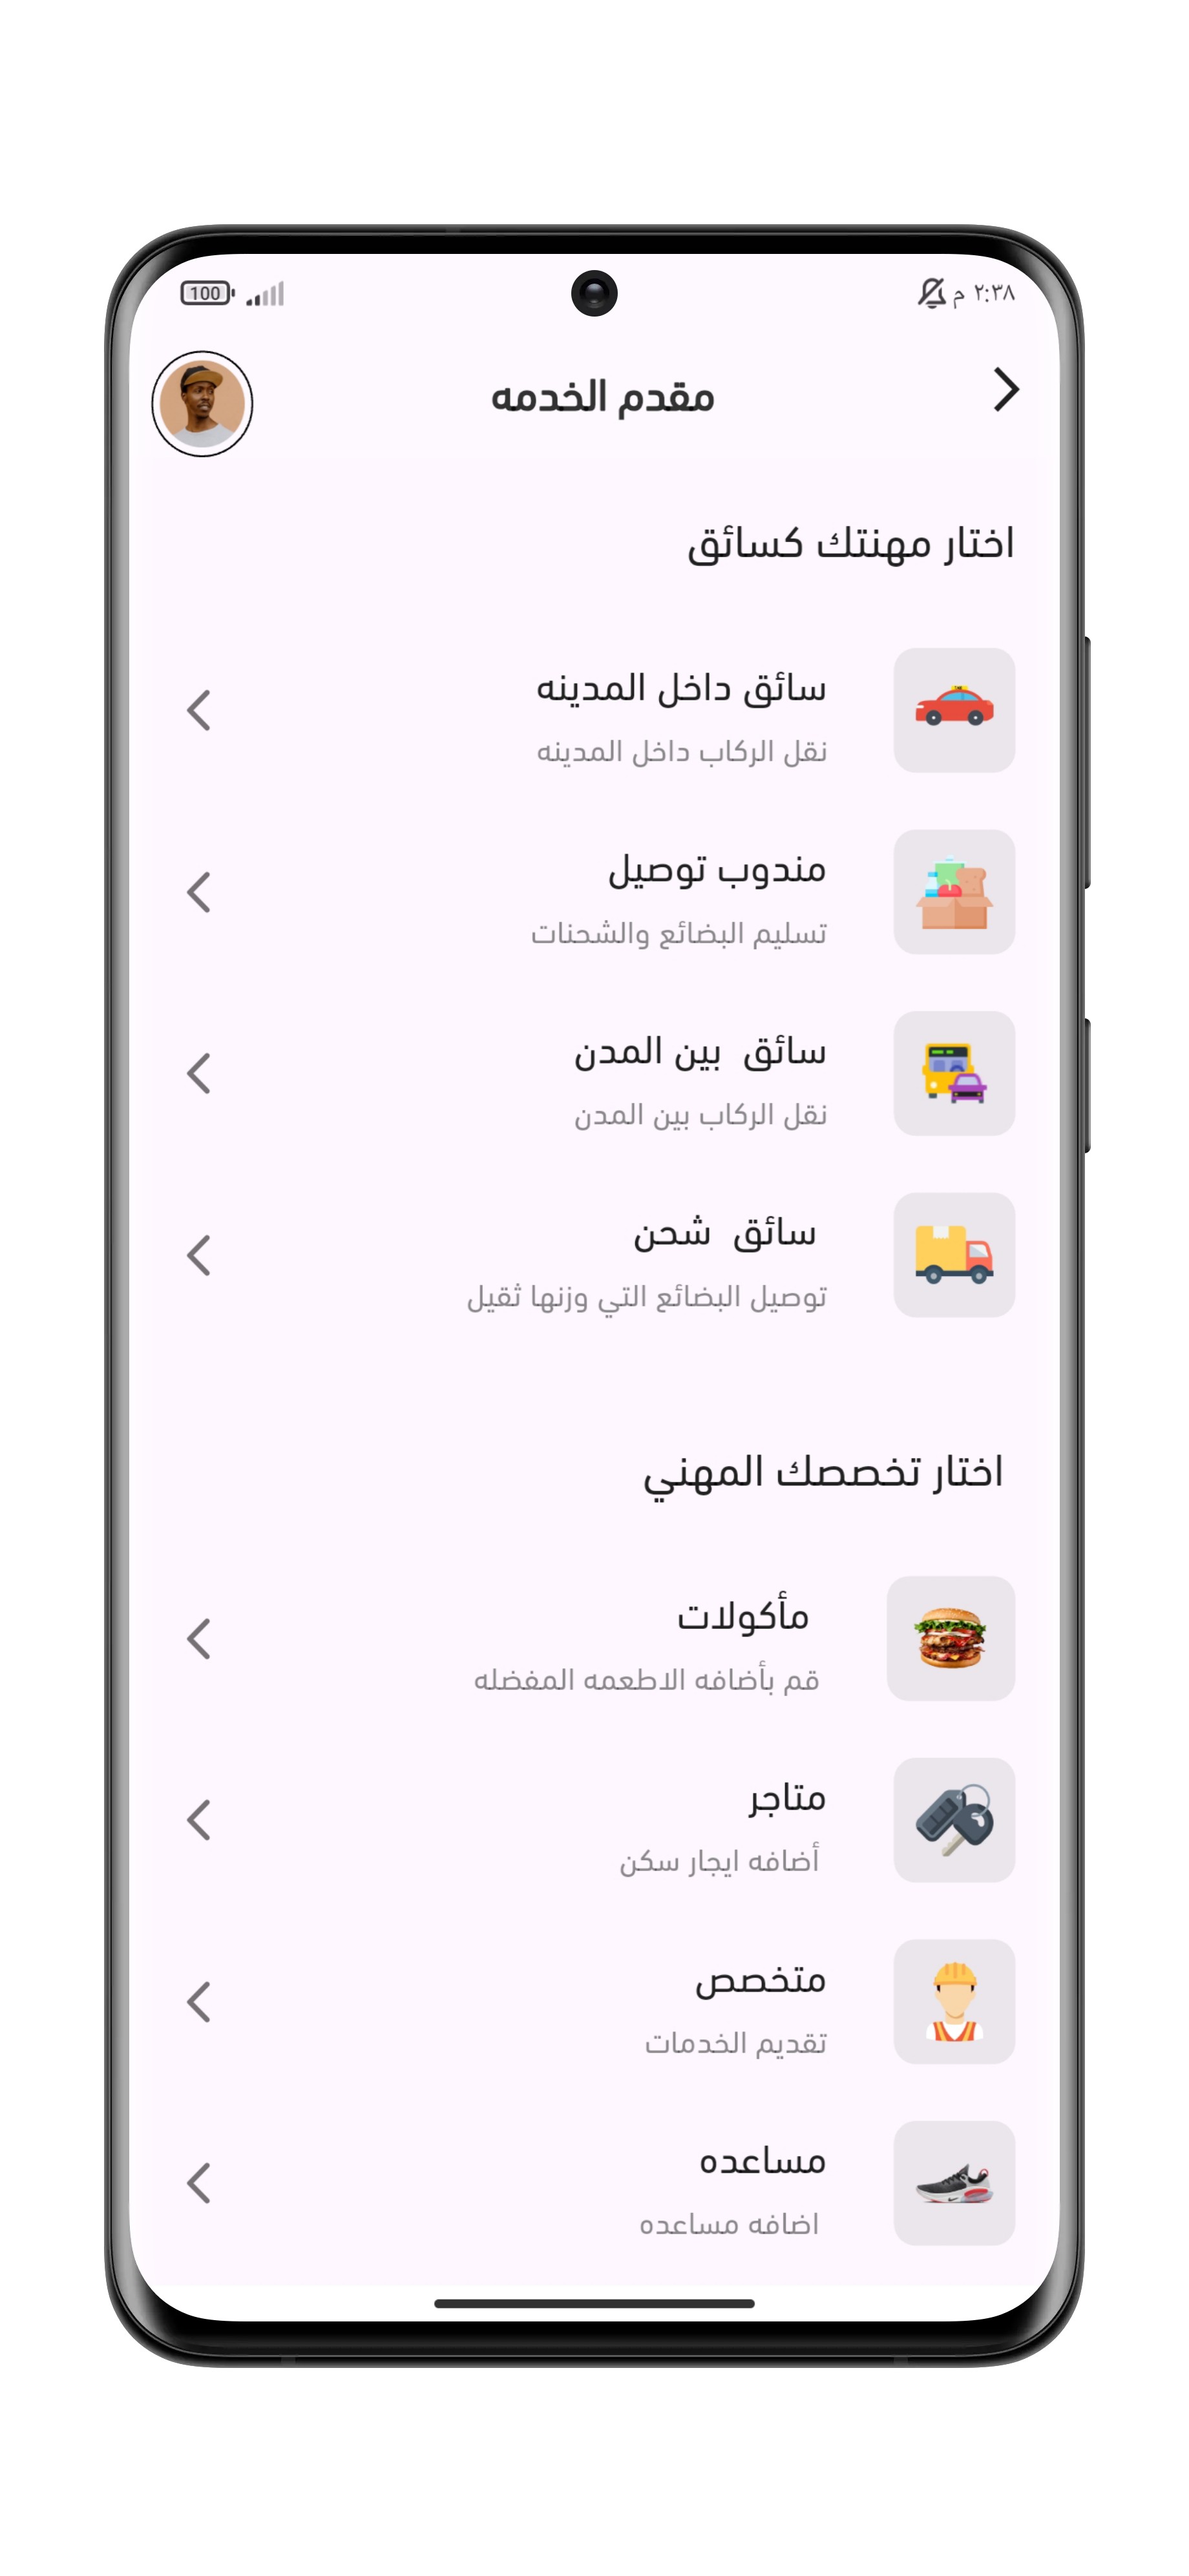 ٢:٣٨ م
100
مقدم الخدمه
اختار مهنتك كسائق
سائق داخل المدينه
نقل الركاب داخل المدينه
مندوب توصيل
تسليم البضائع والشحنات
سائق بين المدن
نقل الركاب بين المدن
سائق شحن
توصيل البضائع التي وزنها ثقيل
اختار تخصصك المهني
مأكولات
قم بأضافه الاطعمه المفضله
متاجر
أضافه ايجار سكن
متخصص
تقديم الخدمات
مساعده
اضافه مساعده